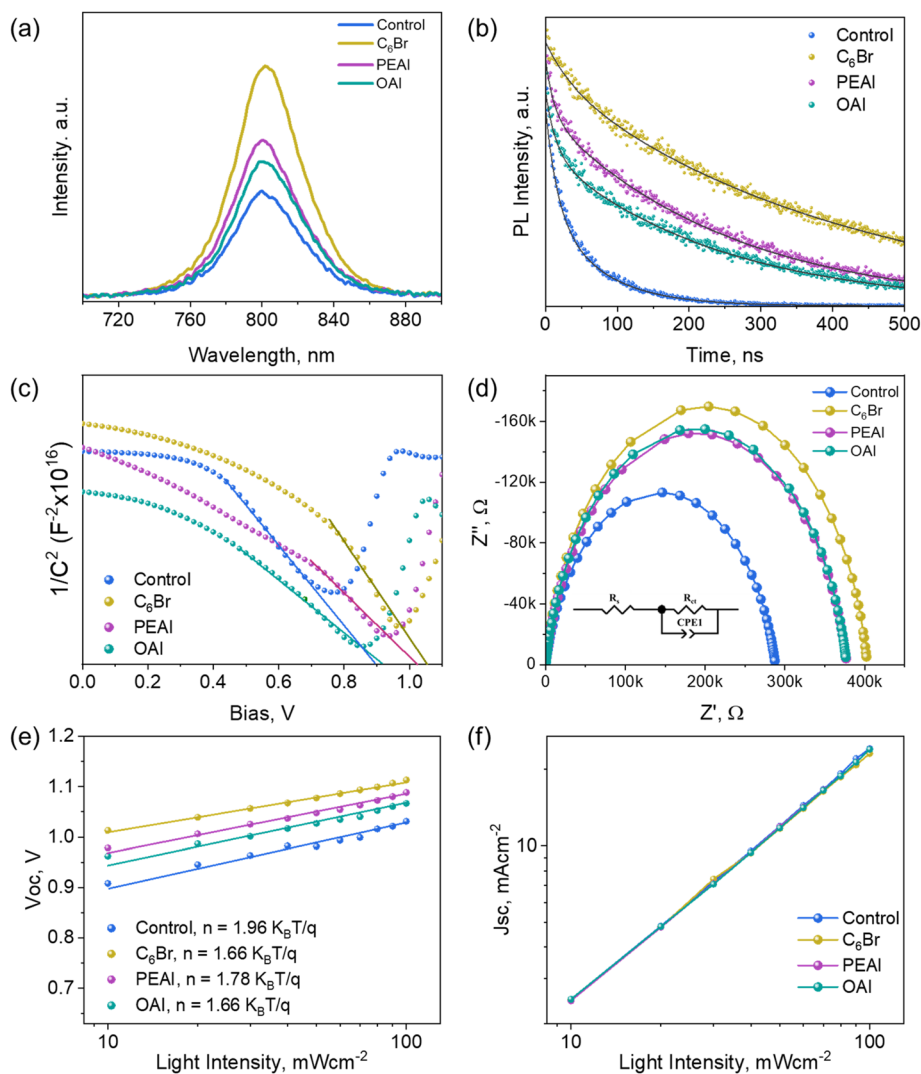 (a)
Control
C₆Br
PEAI
OAI
Intensity. a.u.
720 760 800 840 880
Wavelength, nm
(b)
Control
C₆Br
PEAI
OAI
PL Intensity, a.u.
0 100 200 300 400 500
Time, ns
(c)
1/C² (F⁻²x10¹⁶)
Control
C₆Br
PEAI
OAI
0.0 0.2 0.4 0.6 0.8 1.0
Bias, V
(d)
Control
C₆Br
PEAI
OAI
-160k
-120k
-80k
-40k
0
Z'', Ω
Rₛ
R_ct
CPE1
0 100k 200k 300k 400k
Z', Ω
(e)
1.2
1.1
1.0
0.9
0.8
0.7
Voc, V
Control, n = 1.96 K_BT/q
C₆Br, n = 1.66 K_BT/q
PEAI, n = 1.78 K_BT/q
OAI, n = 1.66 K_BT/q
10 100
Light Intensity, mWcm⁻²
(f)
10
Jsc, mAcm⁻²
Control
C₆Br
PEAI
OAI
10 100
Light Intensity, mWcm⁻²